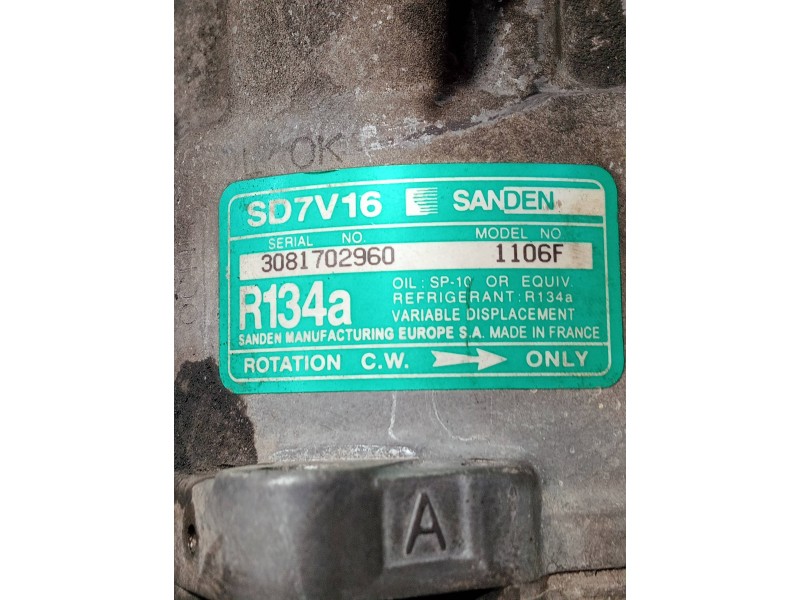 OK
SD7V16 SANDEN
SERIAL NO. MODEL NO
3081702960 1106F
R134a
OIL: SP-10 OR EQUIV.
REFRIGERANT: R134a
VARIABLE DISPLACEMENT
SANDEN MANUFACTURING EUROPE S.A. MADE IN FRANCE
ROTATION C.W. ONLY
A